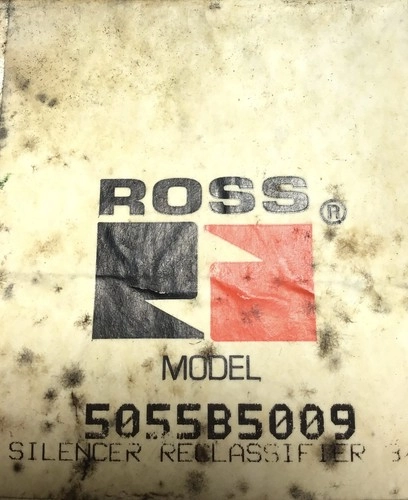 ROSS®
MODEL
5055B5009
SILENCER RECLASSIFIER